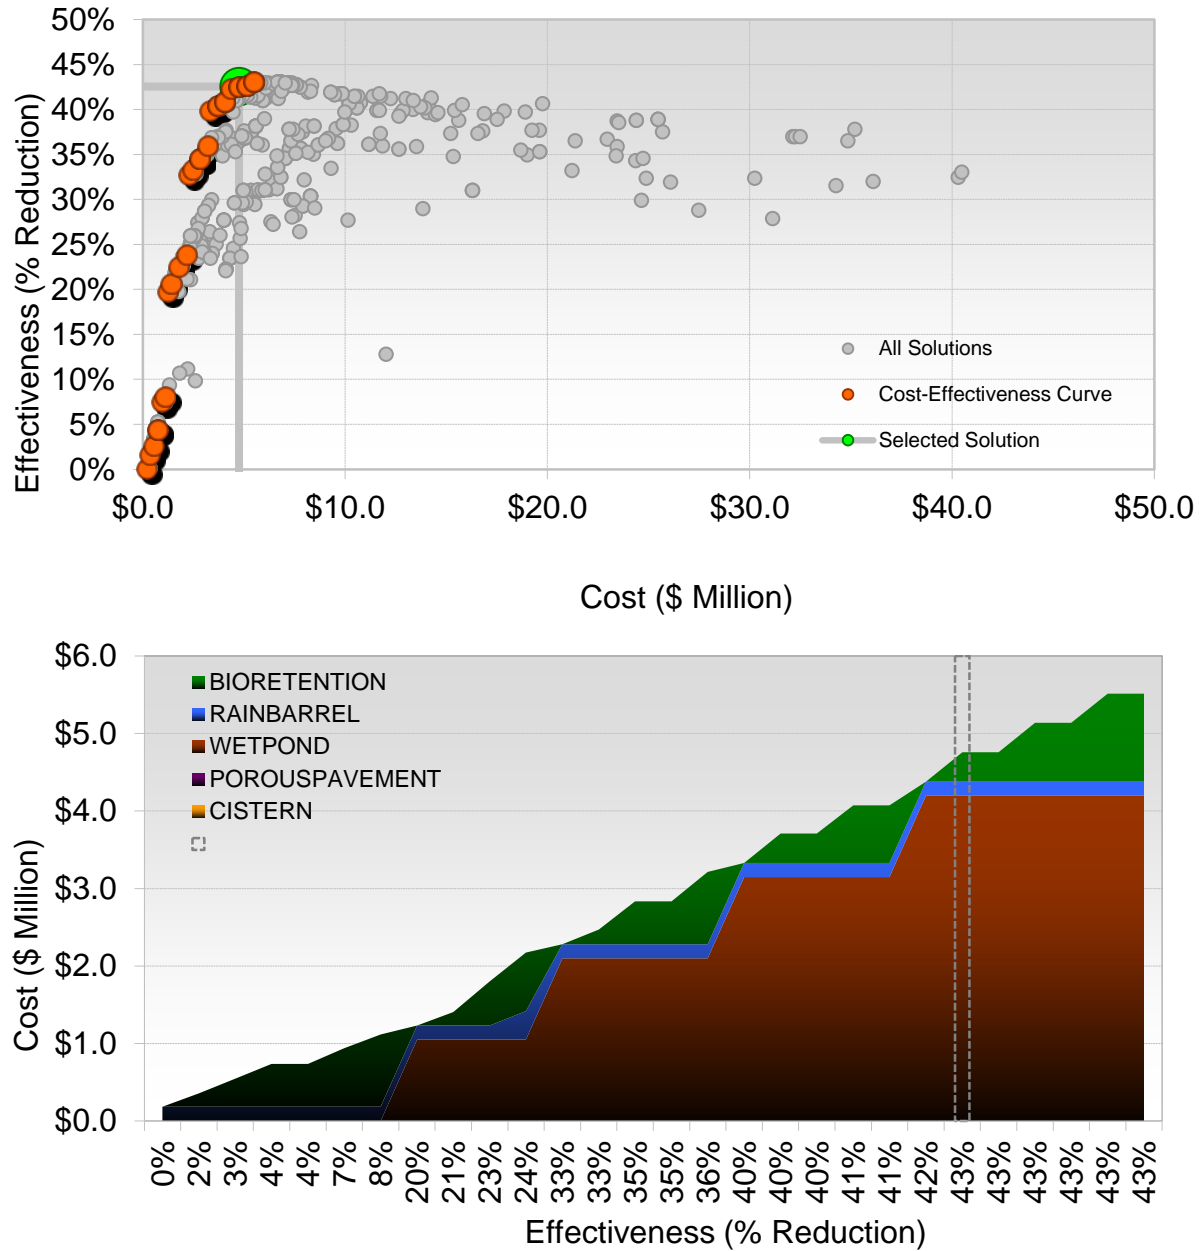 50%
45%
40%
35%
30%
25%
20%
15%
10%
5%
0%
Effectiveness (% Reduction)
All Solutions
Cost-Effectiveness Curve
Selected Solution
$0.0 $10.0 $20.0 $30.0 $40.0 $50.0
Cost ($ Million)
$6.0
$5.0
$4.0
$3.0
$2.0
$1.0
$0.0
Cost ($ Million)
BIORETENTION
RAINBARREL
WETPOND
POROUSPAVEMENT
CISTERN
0% 2% 3% 4% 4% 7% 8% 20% 21% 23% 24% 33% 33% 35% 35% 36% 40% 40% 40% 41% 41% 42% 43% 43% 43% 43% 43% 43%
Effectiveness (% Reduction)